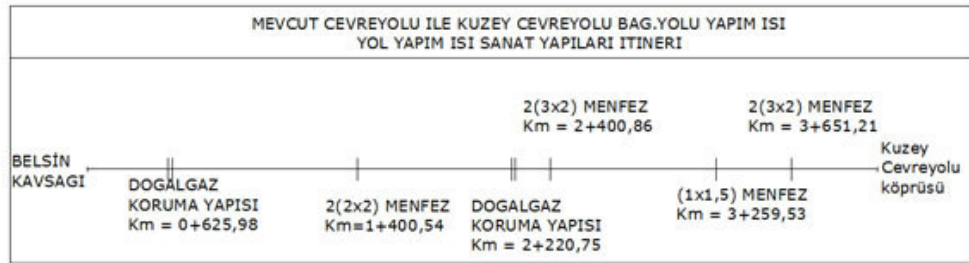 MEVCUT CEVREYOLU ILE KUZEY CEVREYOLU BAG.YOLU YAPIM ISI
YOL YAPIM ISI SANAT YAPILARI ITINERI
2(3x2) MENFEZ
Km = 2+400,86
2(3x2) MENFEZ
Km = 3+651,21
BELSİN
KAVSAGI
DOGALGAZ
KORUMA YAPISI
Km = 0+625,98
2(2x2) MENFEZ
Km=1+400,54
DOGALGAZ
KORUMA YAPISI
Km = 2+220,75
(1x1,5) MENFEZ
Km = 3+259,53
Kuzey
Cevreyolu
köprüsü